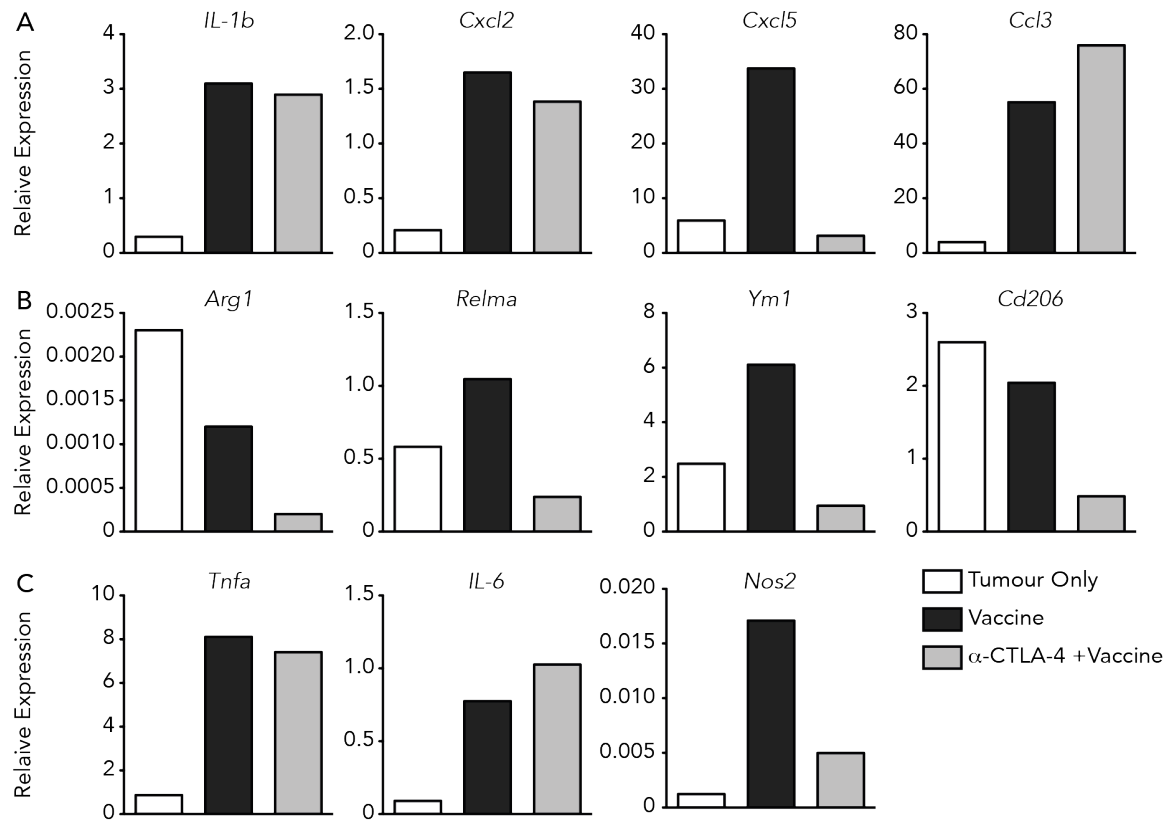 A
IL-1b
Cxcl2
Cxcl5
Ccl3
Relaive Expression
4
3
2
1
0
2.0
1.5
1.0
0.5
0
40
30
20
10
0
80
60
40
20
0
B
Arg1
Relma
Ym1
Cd206
Relaive Expression
0.0025
0.0020
0.0015
0.0010
0.0005
0
1.5
1.0
0.5
0
8
6
4
2
0
3
2
1
0
C
Tnfa
IL-6
Nos2
Relaive Expression
10
8
6
4
2
0
1.5
1.0
0.5
0
0.020
0.015
0.010
0.005
0
Tumour Only
Vaccine
α-CTLA-4 +Vaccine